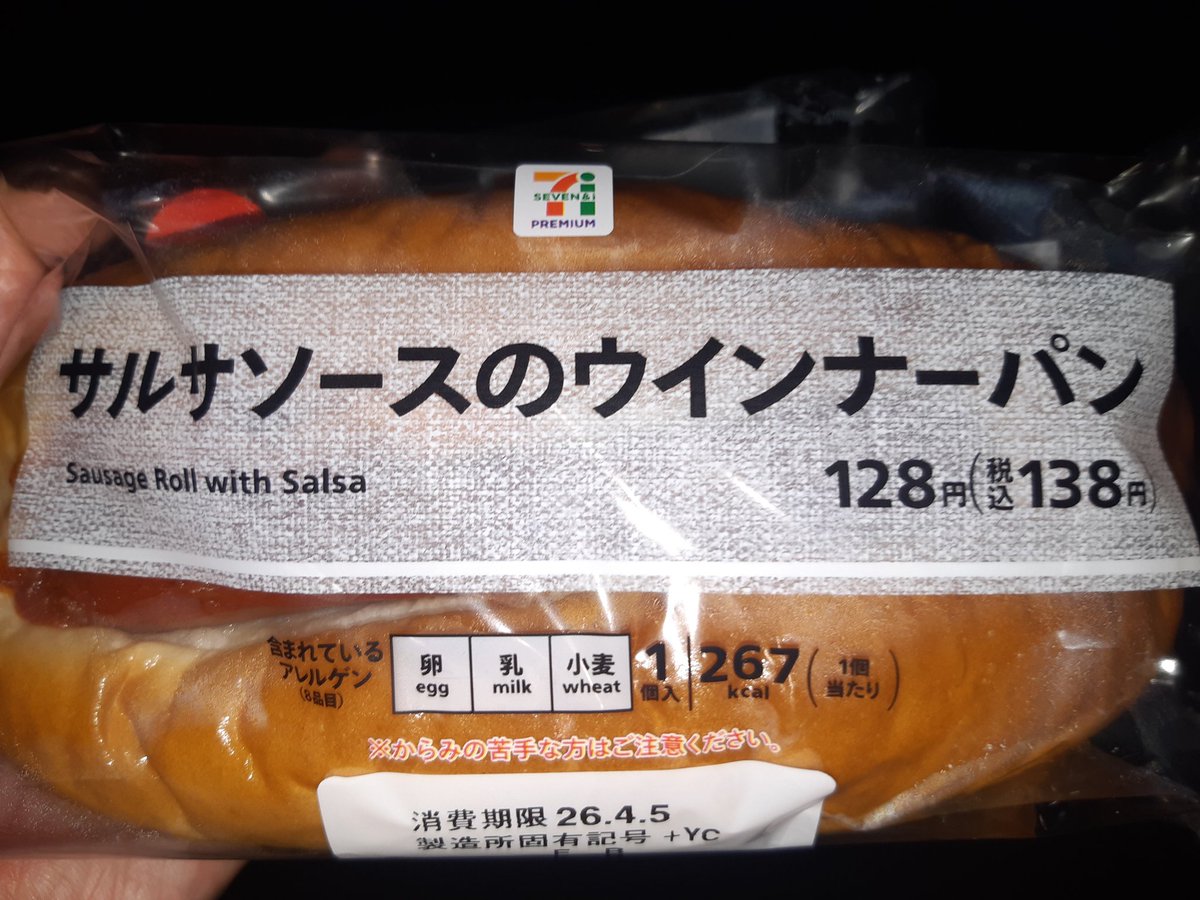 SEVEN&i
PREMIUM
サルサソースのウインナーパン
Sausage Roll with Salsa
128円(税込138円)
含まれている
アレルゲン
(8品目)
卵
egg
乳
milk
小麦
wheat
1
個入
267
kcal
(1個
当たり)
※からみの苦手な方はご注意ください。
消費期限 26.4.5
製造所固有記号 +YC